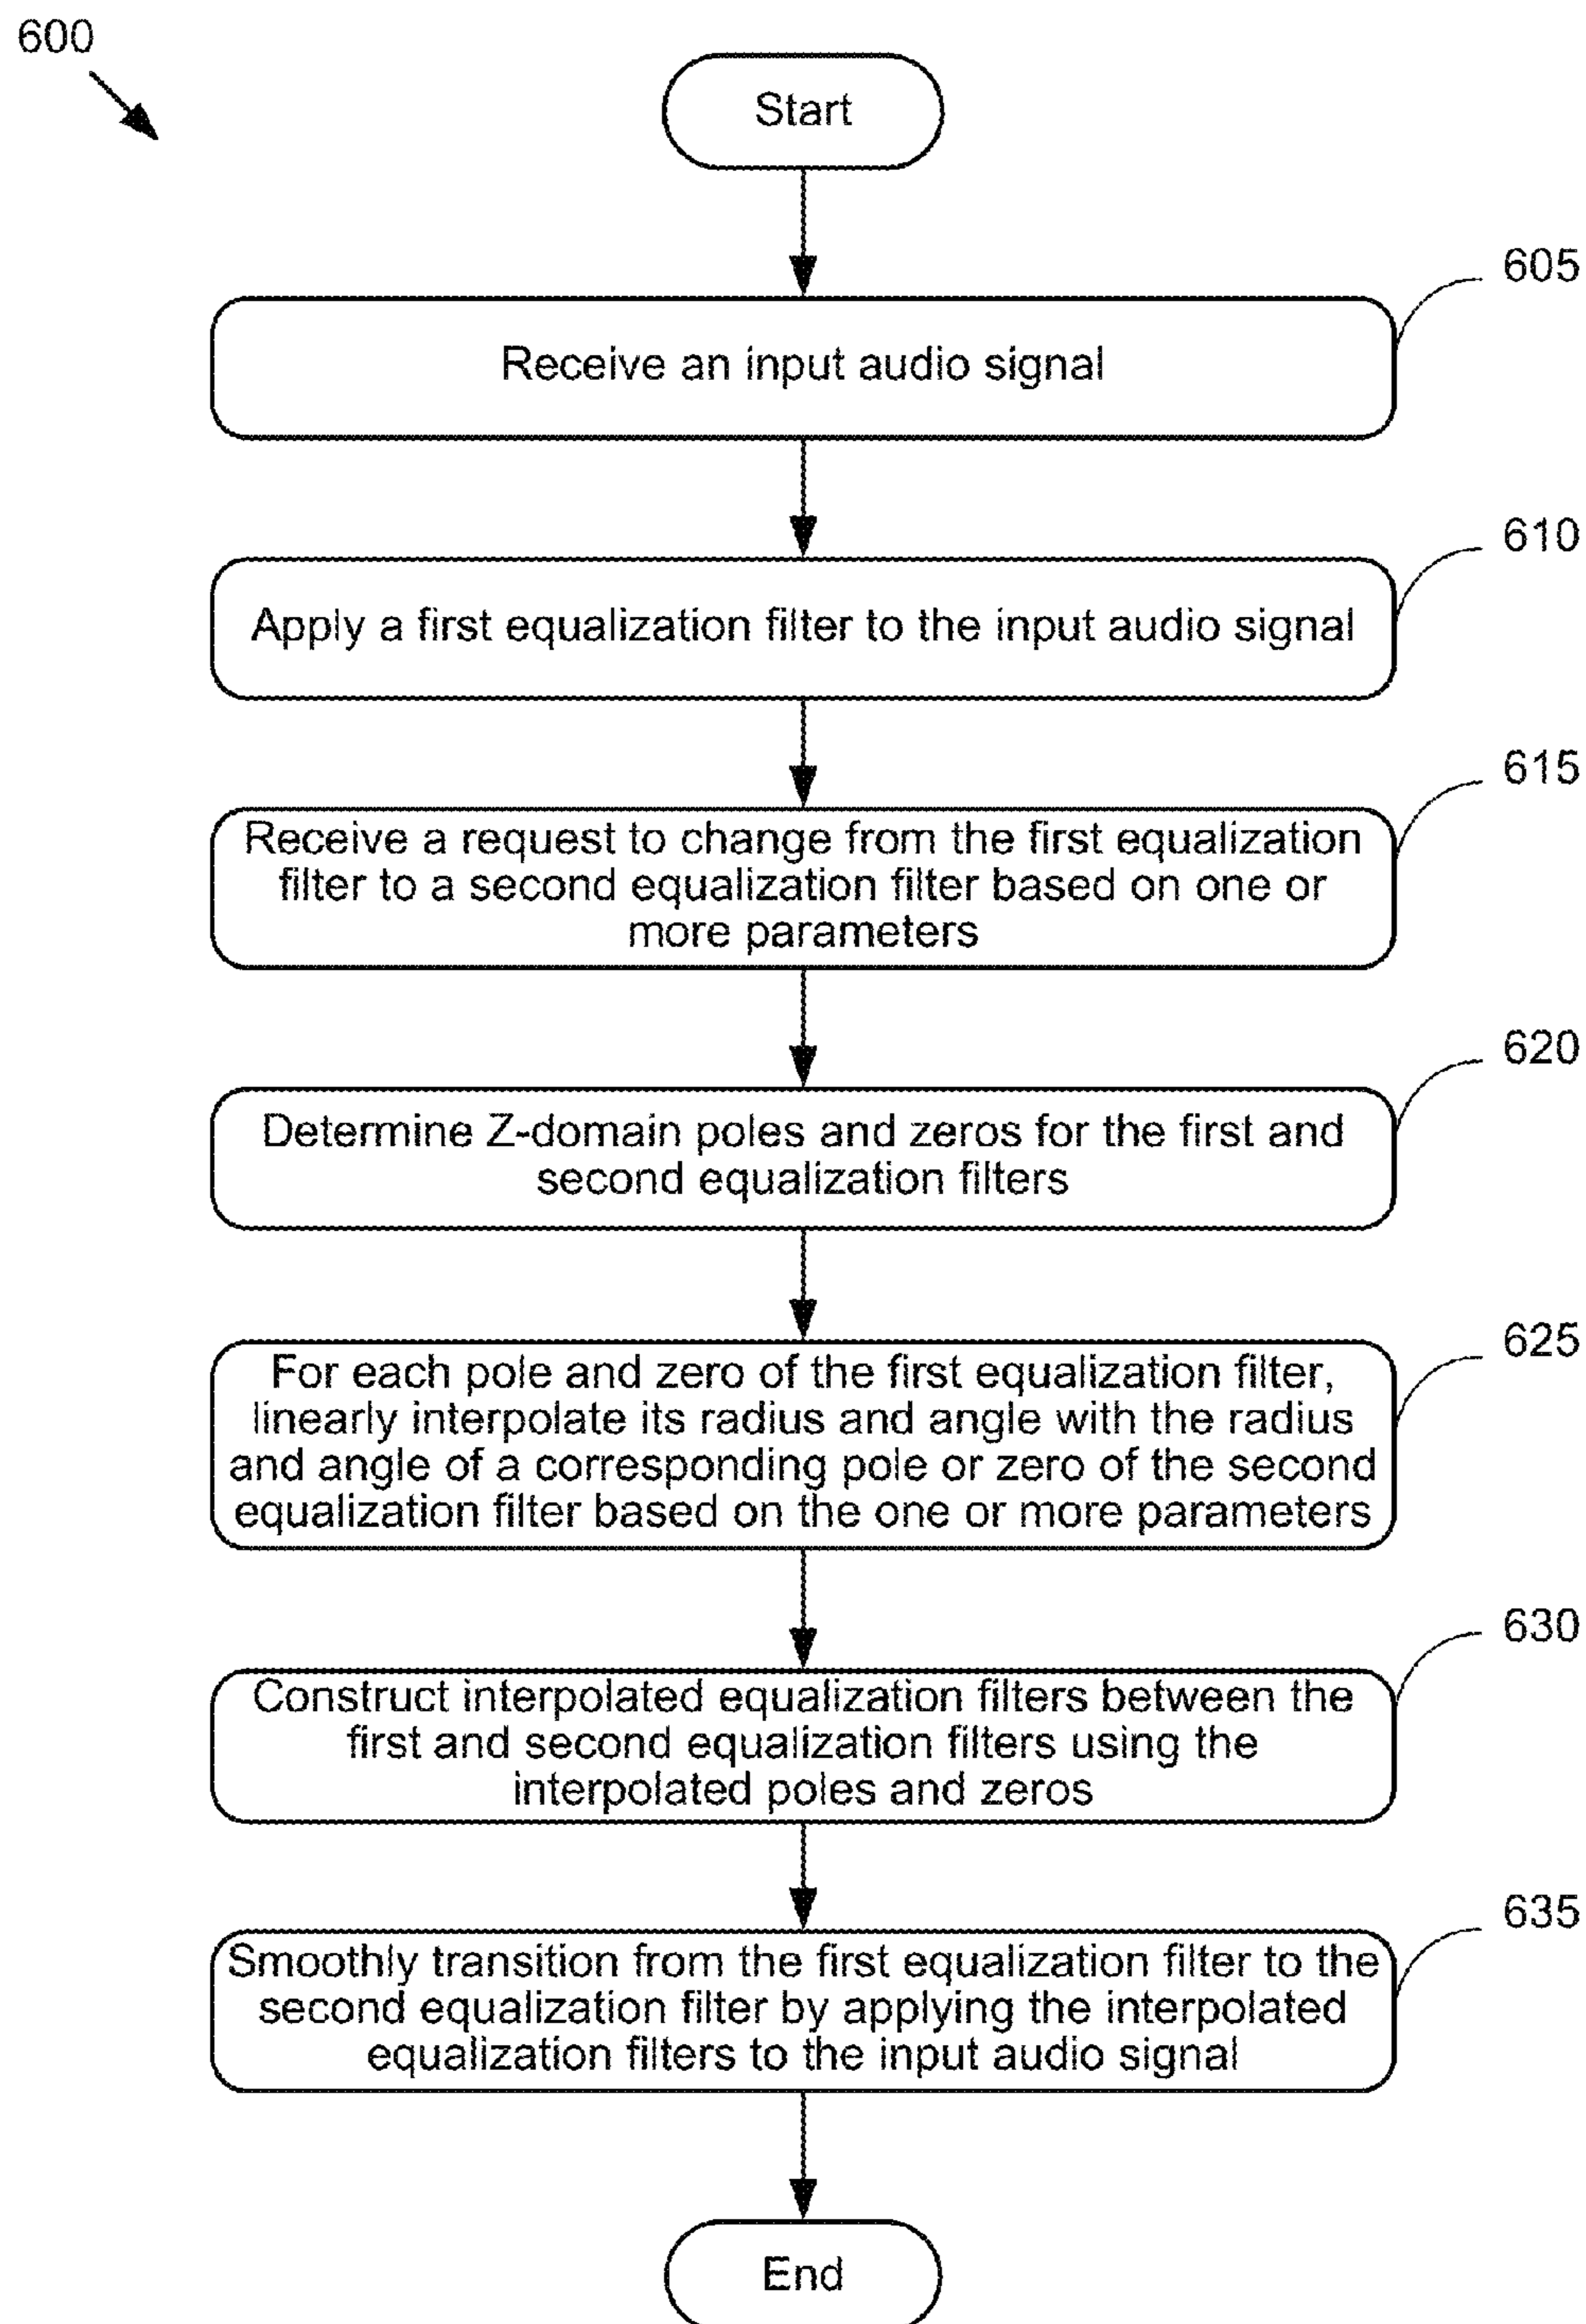 600
Start
605
Receive an input audio signal
610
Apply a first equalization filter to the input audio signal
615
Receive a request to change from the first equalization
filter to a second equalization filter based on one or
more parameters
620
Determine Z-domain poles and zeros for the first and
second equalization filters
625
For each pole and zero of the first equalization filter,
linearly interpolate its radius and angle with the radius
and angle of a corresponding pole or zero of the second
equalization filter based on the one or more parameters
630
Construct interpolated equalization filters between the
first and second equalization filters using the
interpolated poles and zeros
635
Smoothly transition from the first equalization filter to the
second equalization filter by applying the interpolated
equalization filters to the input audio signal
End